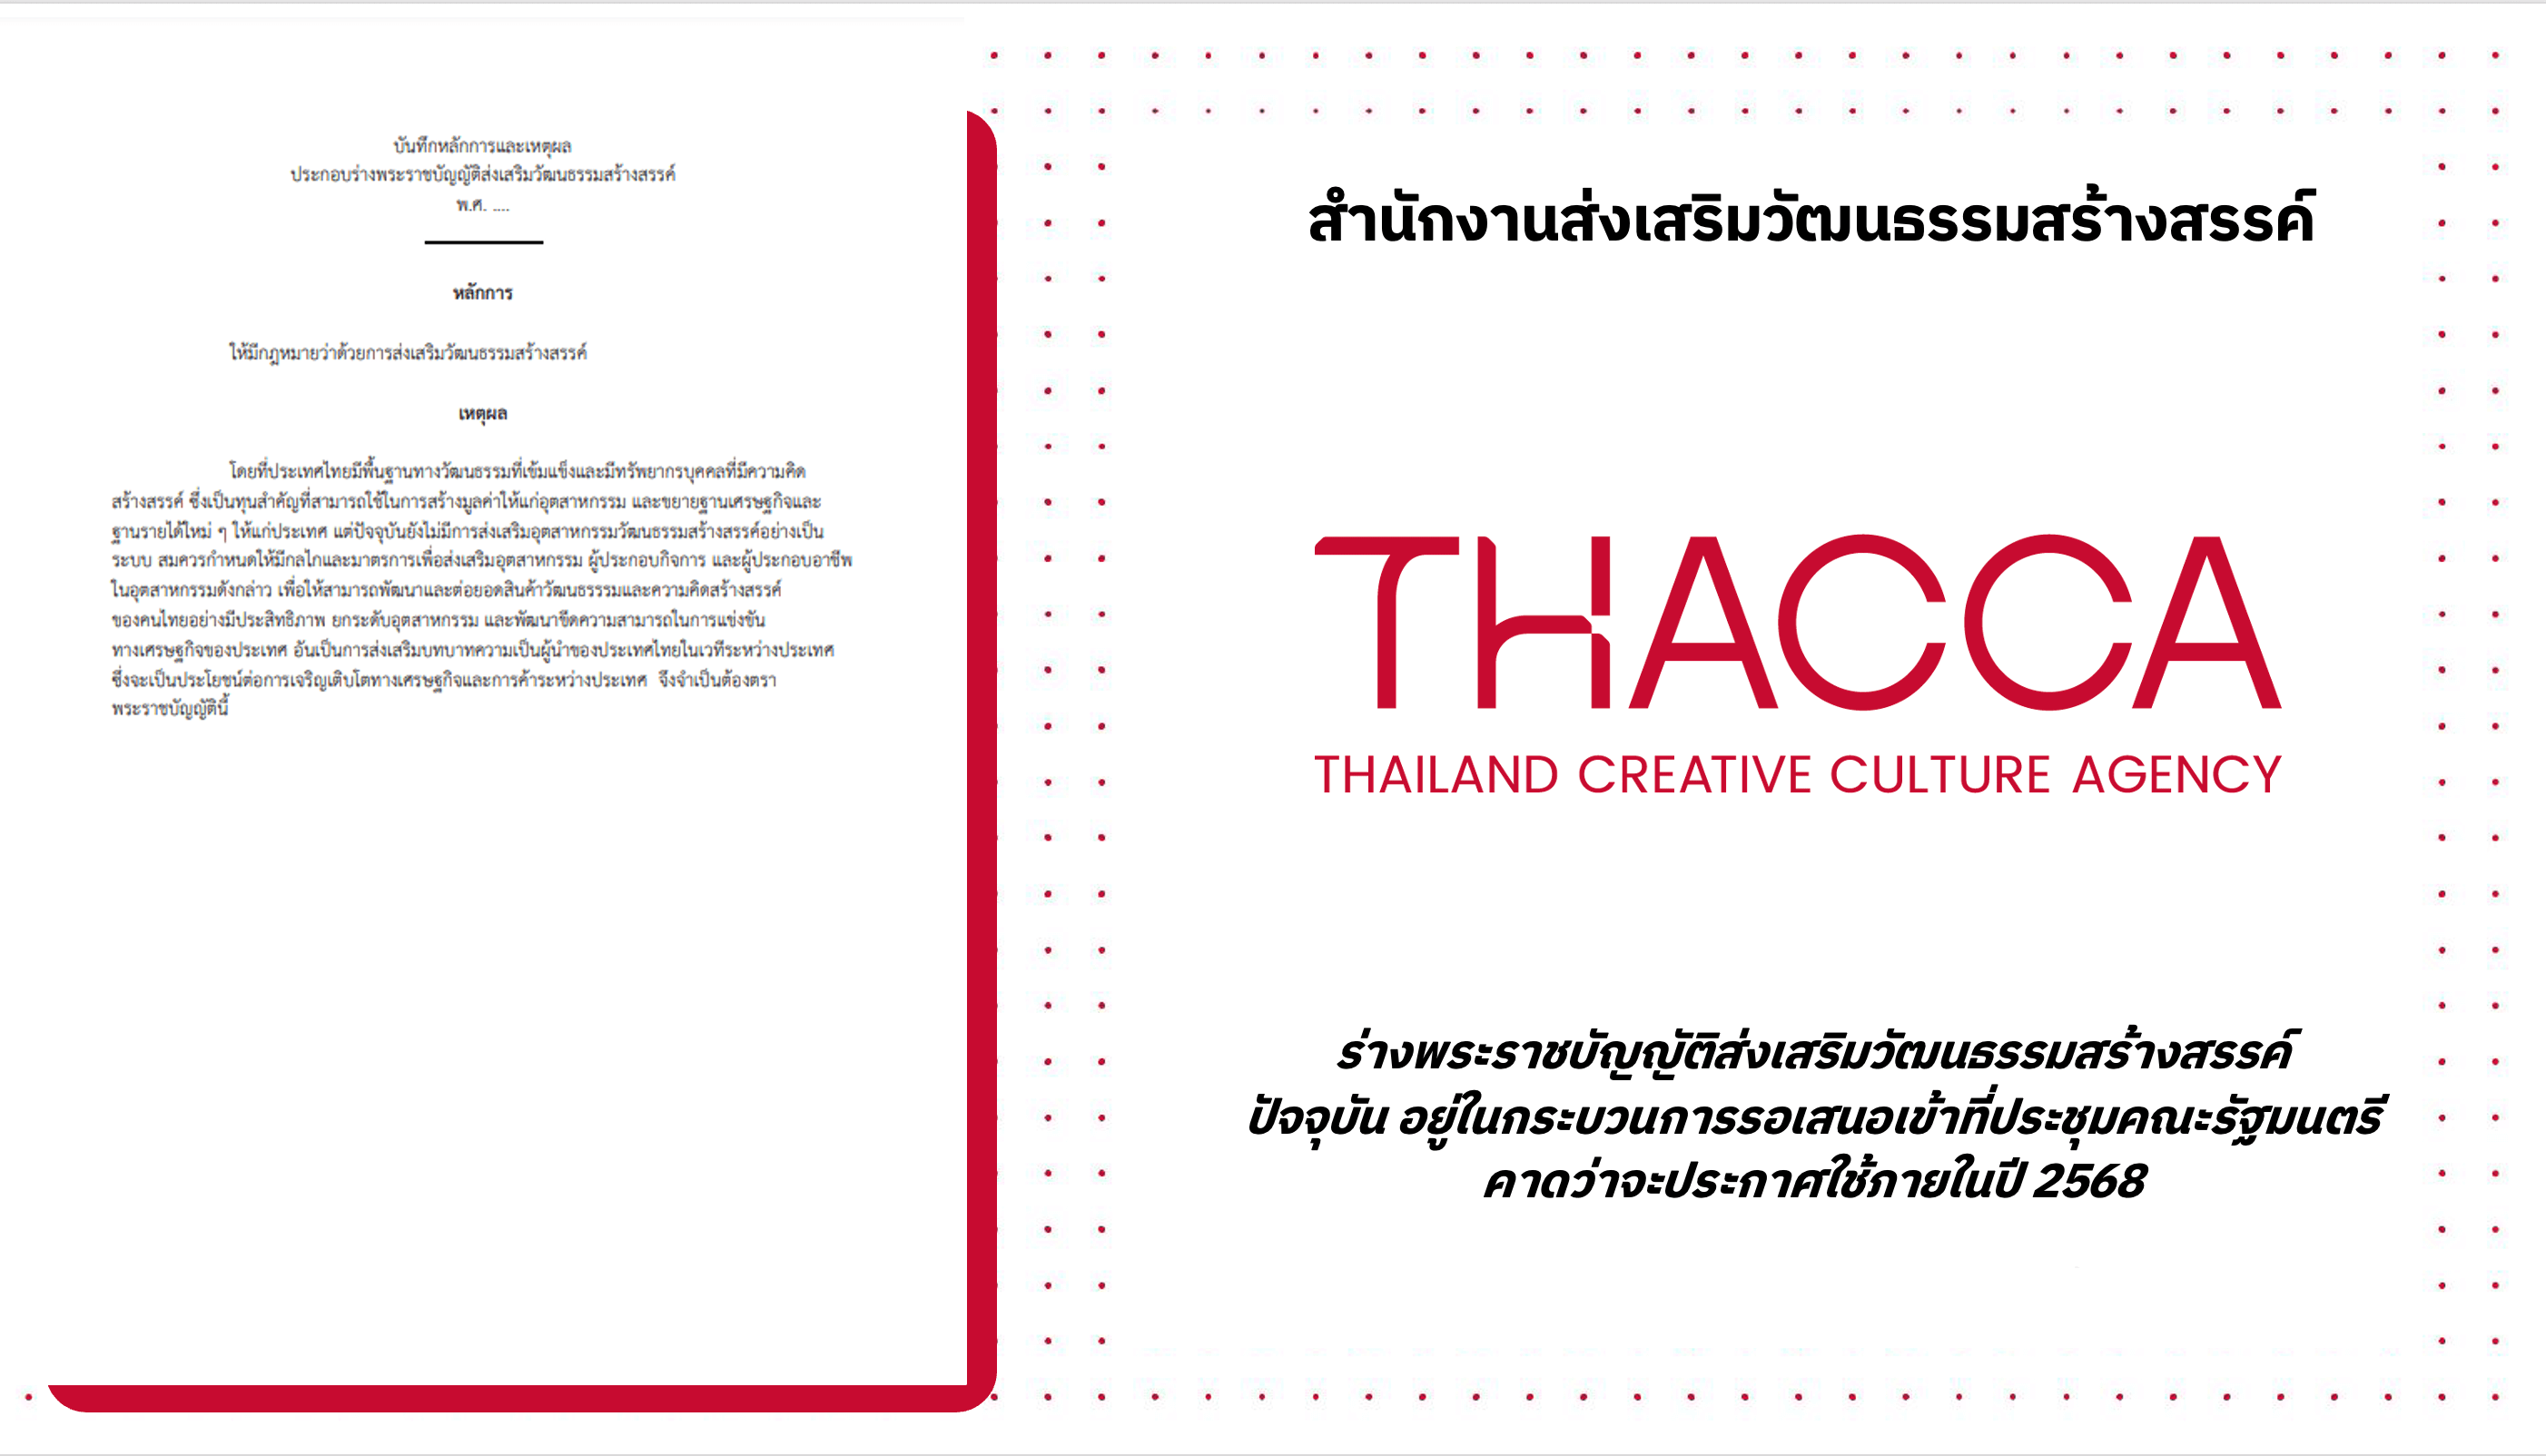 บันทึกหลักการและเหตุผล
ประกอบร่างพระราชบัญญัติส่งเสริมวัฒนธรรมสร้างสรรค์
พ.ศ. ....
หลักการ
ให้มีกฎหมายว่าด้วยการส่งเสริมวัฒนธรรมสร้างสรรค์
เหตุผล
โดยที่ประเทศไทยมีพื้นฐานทางวัฒนธรรมที่เข้มแข็งและมีทรัพยากรบุคคลที่มีความคิด
สร้างสรรค์ ซึ่งเป็นทุนสำคัญที่สามารถใช้ในการสร้างมูลค่าให้แก่อุตสาหกรรม และขยายฐานเศรษฐกิจและ
ฐานรายได้ใหม่ ๆ ให้แก่ประเทศ แต่ปัจจุบันยังไม่มีการส่งเสริมอุตสาหกรรมวัฒนธรรมสร้างสรรค์อย่างเป็น
ระบบ สมควรกำหนดให้มีกลไกและมาตรการเพื่อส่งเสริมอุตสาหกรรม ผู้ประกอบกิจการ และผู้ประกอบอาชีพ
ในอุตสาหกรรมดังกล่าว เพื่อให้สามารถพัฒนาและต่อยอดสินค้าวัฒนธรรรมและความคิดสร้างสรรค์
ของคนไทยอย่างมีประสิทธิภาพ ยกระดับอุตสาหกรรม และพัฒนาขีดความสามารถในการแข่งขัน
ทางเศรษฐกิจของประเทศ อันเป็นการส่งเสริมบทบาทความเป็นผู้นำของประเทศไทยในเวทีระหว่างประเทศ
ซึ่งจะเป็นประโยชน์ต่อการเจริญเติบโตทางเศรษฐกิจและการค้าระหว่างประเทศ จึงจำเป็นต้องตรา
พระราชบัญญัตินี้
สำนักงานส่งเสริมวัฒนธรรมสร้างสรรค์
THACCA
THAILAND CREATIVE CULTURE AGENCY
ร่างพระราชบัญญัติส่งเสริมวัฒนธรรมสร้างสรรค์
ปัจจุบัน อยู่ในกระบวนการรอเสนอเข้าที่ประชุมคณะรัฐมนตรี
คาดว่าจะประกาศใช้ภายในปี 2568